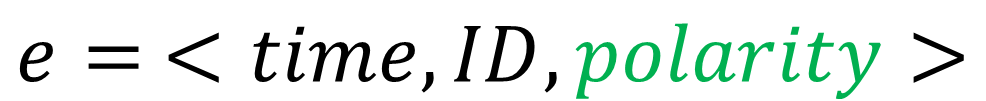 e = < time, ID, polarity >